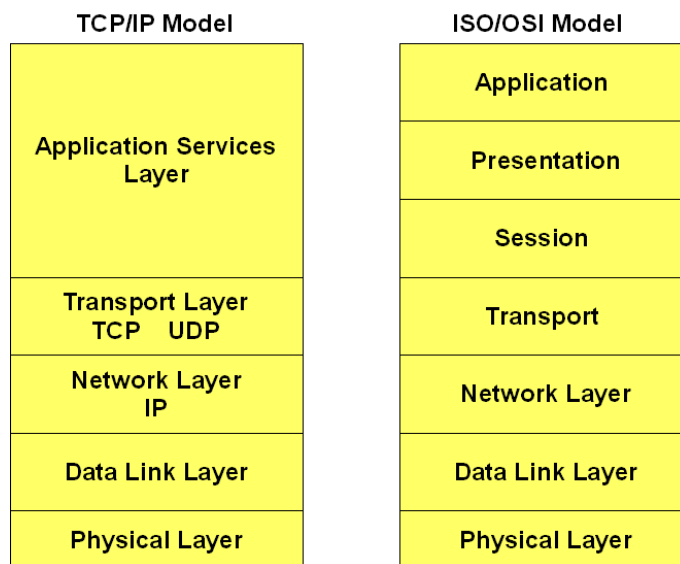 TCP/IP Model
Application Services
Layer
Transport Layer
TCP UDP
Network Layer
IP
Data Link Layer
Physical Layer
ISO/OSI Model
Application
Presentation
Session
Transport
Network Layer
Data Link Layer
Physical Layer